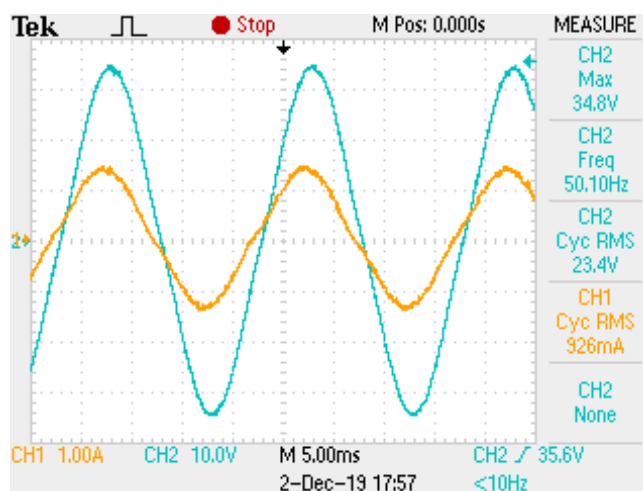 Tek Stop M Pos: 0.000s MEASURE
CH2
Max
34.8V
CH2
Freq
50.10Hz
CH2
Cyc RMS
23.4V
CH1
Cyc RMS
926mA
CH2
None
2
CH1 1.00A CH2 10.0V M 5.00ms CH2 35.6V
2-Dec-19 17:57 <10Hz